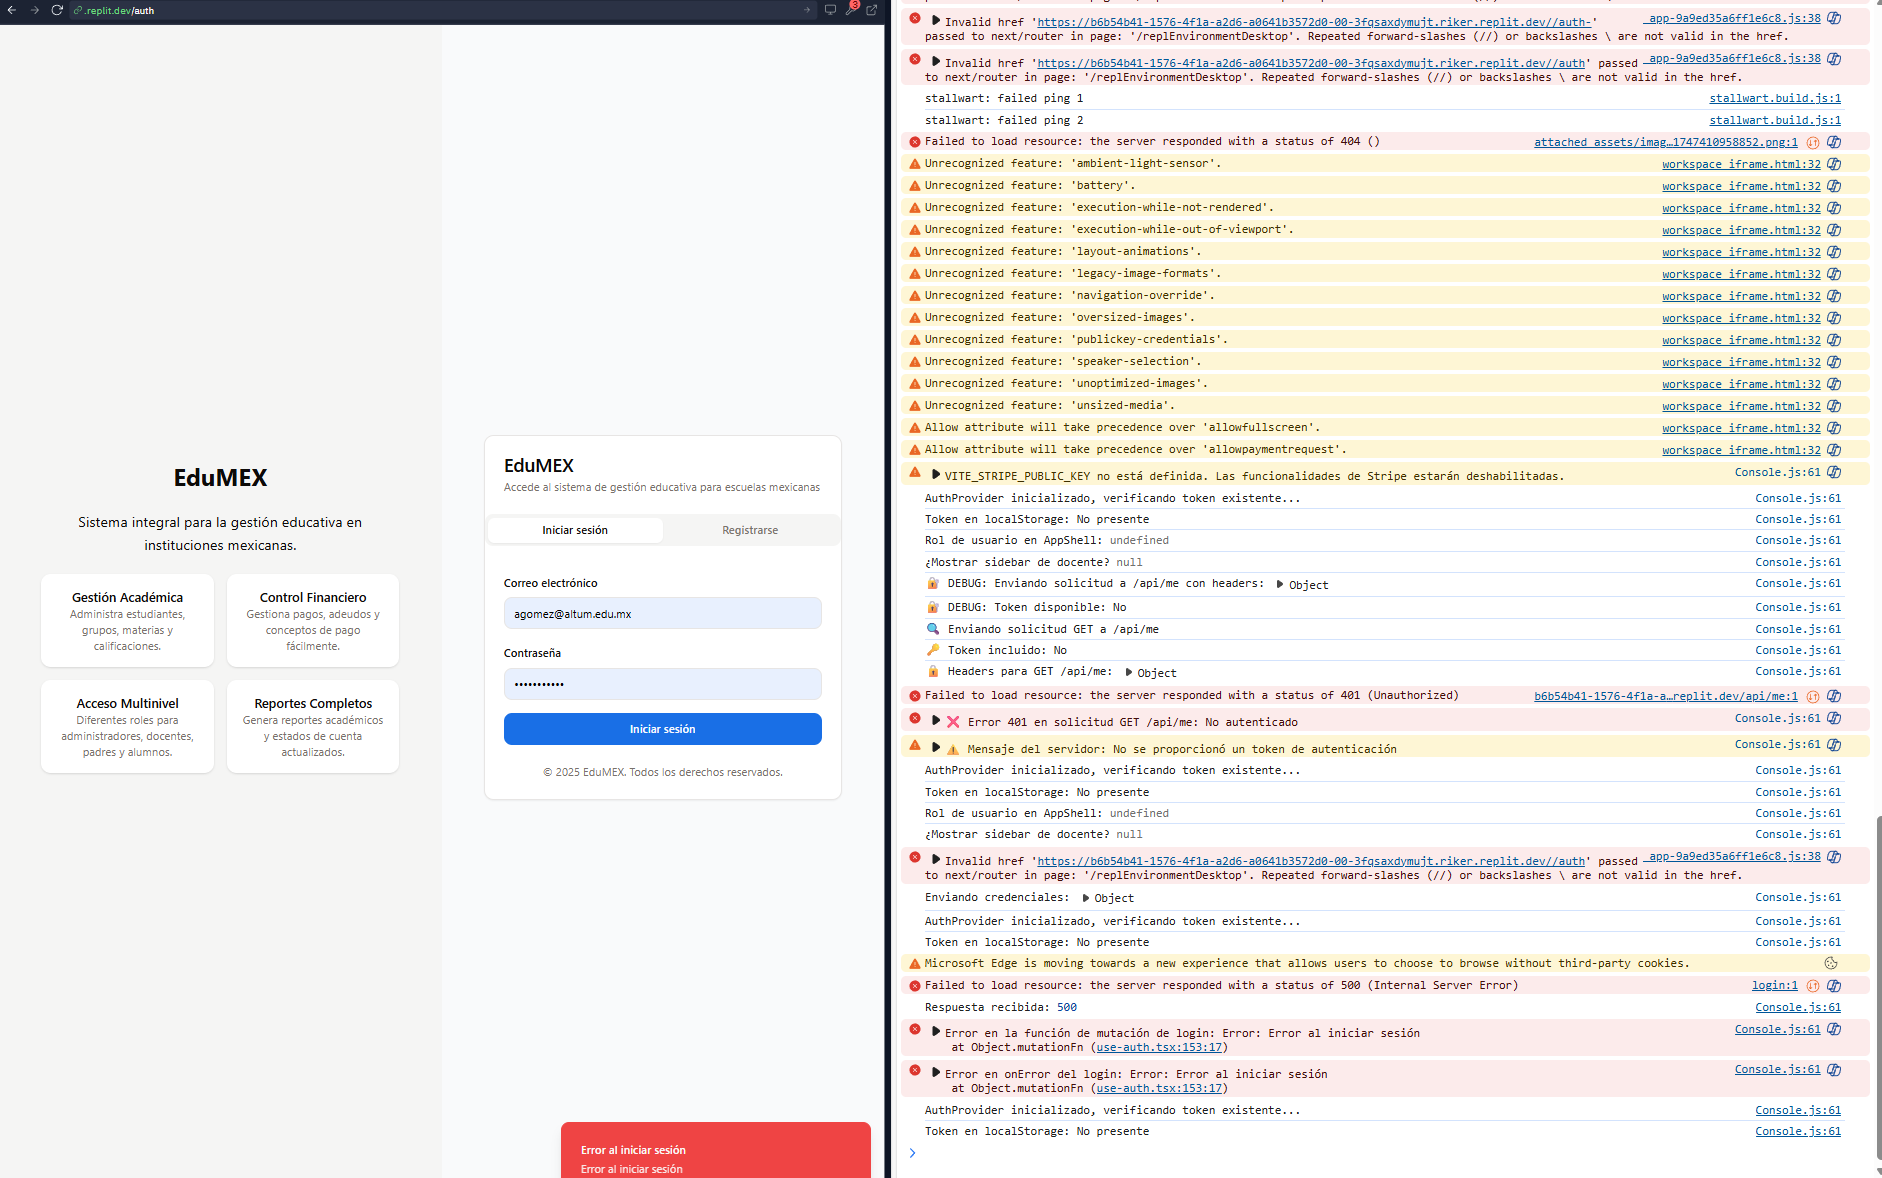 .replit.dev/auth
3
EduMEX
Sistema integral para la gestión educativa en
instituciones mexicanas.
Gestión Académica
Administra estudiantes,
grupos, materias y
calificaciones.
Control Financiero
Gestiona pagos, adeudos y
conceptos de pago
fácilmente.
Acceso Multinivel
Diferentes roles para
administradores, docentes,
padres y alumnos.
Reportes Completos
Genera reportes académicos
y estados de cuenta
actualizados.
EduMEX
Accede al sistema de gestión educativa para escuelas mexicanas
Iniciar sesión
Registrarse
Correo electrónico
agomez@altum.edu.mx
Contraseña
•••••••••••
Iniciar sesión
© 2025 EduMEX. Todos los derechos reservados.
Error al iniciar sesión
Error al iniciar sesión
Invalid href 'https://b6b54b41-1576-4f1a-a2d6-a0641b3572d0-00-3fqsaxdymujt.riker.replit.dev//auth-' _app-9a9ed35a6ff1e6c8.js:38
passed to next/router in page: '/replEnvironmentDesktop'. Repeated forward-slashes (//) or backslashes \ are not valid in the href.
Invalid href 'https://b6b54b41-1576-4f1a-a2d6-a0641b3572d0-00-3fqsaxdymujt.riker.replit.dev//auth' passed _app-9a9ed35a6ff1e6c8.js:38
to next/router in page: '/replEnvironmentDesktop'. Repeated forward-slashes (//) or backslashes \ are not valid in the href.
stallwart: failed ping 1 stallwart.build.js:1
stallwart: failed ping 2 stallwart.build.js:1
Failed to load resource: the server responded with a status of 404 () attached_assets/imag…1747410958852.png:1
Unrecognized feature: 'ambient-light-sensor'. workspace_iframe.html:32
Unrecognized feature: 'battery'. workspace_iframe.html:32
Unrecognized feature: 'execution-while-not-rendered'. workspace_iframe.html:32
Unrecognized feature: 'execution-while-out-of-viewport'. workspace_iframe.html:32
Unrecognized feature: 'layout-animations'. workspace_iframe.html:32
Unrecognized feature: 'legacy-image-formats'. workspace_iframe.html:32
Unrecognized feature: 'navigation-override'. workspace_iframe.html:32
Unrecognized feature: 'oversized-images'. workspace_iframe.html:32
Unrecognized feature: 'publickey-credentials'. workspace_iframe.html:32
Unrecognized feature: 'speaker-selection'. workspace_iframe.html:32
Unrecognized feature: 'unoptimized-images'. workspace_iframe.html:32
Unrecognized feature: 'unsized-media'. workspace_iframe.html:32
Allow attribute will take precedence over 'allowfullscreen'. workspace_iframe.html:32
Allow attribute will take precedence over 'allowpaymentrequest'. workspace_iframe.html:32
VITE_STRIPE_PUBLIC_KEY no está definida. Las funcionalidades de Stripe estarán deshabilitadas. Console.js:61
AuthProvider inicializado, verificando token existente... Console.js:61
Token en localStorage: No presente Console.js:61
Rol de usuario en AppShell: undefined Console.js:61
¿Mostrar sidebar de docente? null Console.js:61
🔐 DEBUG: Enviando solicitud a /api/me con headers: Object Console.js:61
🔐 DEBUG: Token disponible: No Console.js:61
🔍 Enviando solicitud GET a /api/me Console.js:61
🔑 Token incluido: No Console.js:61
🔒 Headers para GET /api/me: Object Console.js:61
Failed to load resource: the server responded with a status of 401 (Unauthorized) b6b54b41-1576-4f1a-a…replit.dev/api/me:1
❌ Error 401 en solicitud GET /api/me: No autenticado Console.js:61
⚠️ Mensaje del servidor: No se proporcionó un token de autenticación Console.js:61
AuthProvider inicializado, verificando token existente... Console.js:61
Token en localStorage: No presente Console.js:61
Rol de usuario en AppShell: undefined Console.js:61
¿Mostrar sidebar de docente? null Console.js:61
Invalid href 'https://b6b54b41-1576-4f1a-a2d6-a0641b3572d0-00-3fqsaxdymujt.riker.replit.dev//auth' passed _app-9a9ed35a6ff1e6c8.js:38
to next/router in page: '/replEnvironmentDesktop'. Repeated forward-slashes (//) or backslashes \ are not valid in the href.
Enviando credenciales: Object Console.js:61
AuthProvider inicializado, verificando token existente... Console.js:61
Token en localStorage: No presente Console.js:61
Microsoft Edge is moving towards a new experience that allows users to choose to browse without third-party cookies.
Failed to load resource: the server responded with a status of 500 (Internal Server Error) login:1
Respuesta recibida: 500 Console.js:61
Error en la función de mutación de login: Error: Error al iniciar sesión Console.js:61
at Object.mutationFn (use-auth.tsx:153:17)
Error en onError del login: Error: Error al iniciar sesión Console.js:61
at Object.mutationFn (use-auth.tsx:153:17)
AuthProvider inicializado, verificando token existente... Console.js:61
Token en localStorage: No presente Console.js:61